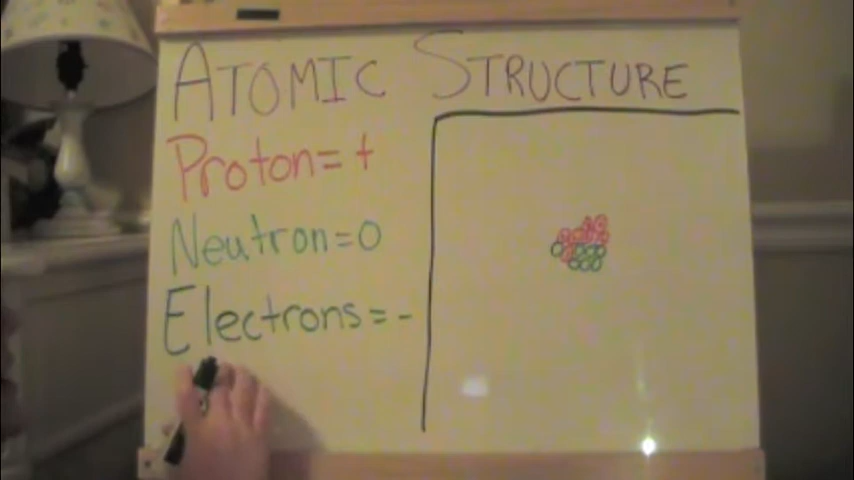 ATOMIC STRUCTURE
Proton = +
Neutron = 0
Electrons = -